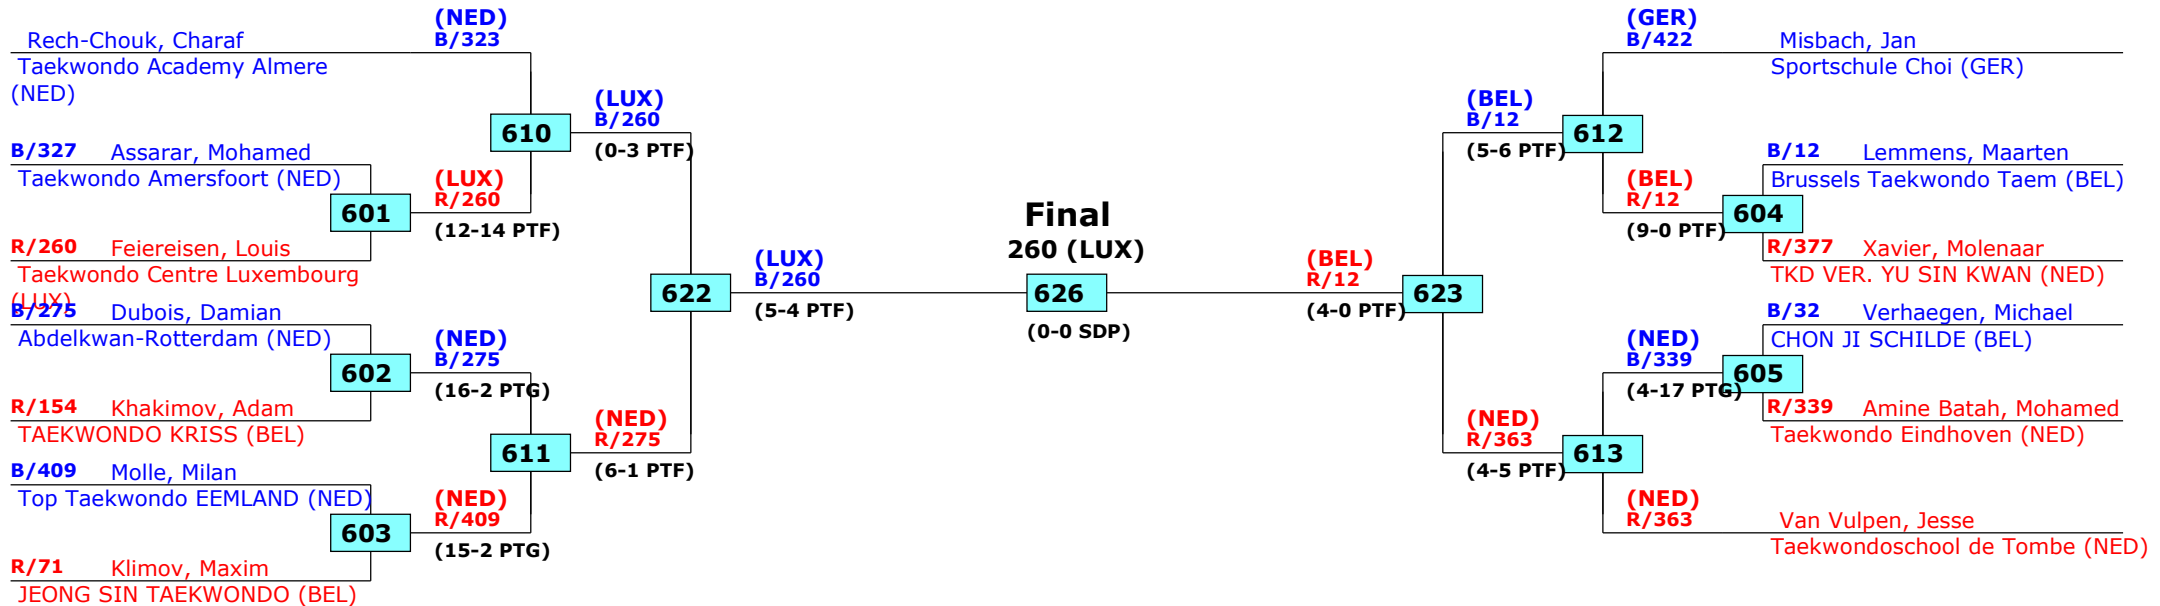 (NED)
Rech-Chouk, Charaf B/323
Taekwondo Academy Almere
(NED)
(LUX)
B/260
610
(0-3 PTF)
B/327 Assarar, Mohamed
Taekwondo Amersfoort (NED)
(LUX)
R/260
601
(12-14 PTF)
R/260 Feiereisen, Louis
Taekwondo Centre Luxembourg
(LUX)
(LUX)
B/260
622
(5-4 PTF)
B/275 Dubois, Damian
Abdelkwan-Rotterdam (NED)
(NED)
B/275
602
(16-2 PTG)
R/154 Khakimov, Adam
TAEKWONDO KRISS (BEL)
(NED)
R/275
611
(6-1 PTF)
B/409 Molle, Milan
Top Taekwondo EEMLAND (NED)
(NED)
R/409
603
(15-2 PTG)
R/71 Klimov, Maxim
JEONG SIN TAEKWONDO (BEL)
Final
260 (LUX)
626
(0-0 SDP)
(GER)
B/422 Misbach, Jan
Sportschule Choi (GER)
(BEL)
B/12
612
(5-6 PTF)
B/12 Lemmens, Maarten
Brussels Taekwondo Taem (BEL)
(BEL)
R/12
604
(9-0 PTF)
R/377 Xavier, Molenaar
TKD VER. YU SIN KWAN (NED)
(BEL)
R/12
623
(4-0 PTF)
B/32 Verhaegen, Michael
CHON JI SCHILDE (BEL)
(NED)
B/339
605
(4-17 PTG)
R/339 Amine Batah, Mohamed
Taekwondo Eindhoven (NED)
(NED)
R/363
613
(4-5 PTF)
(NED)
R/363 Van Vulpen, Jesse
Taekwondoschool de Tombe (NED)